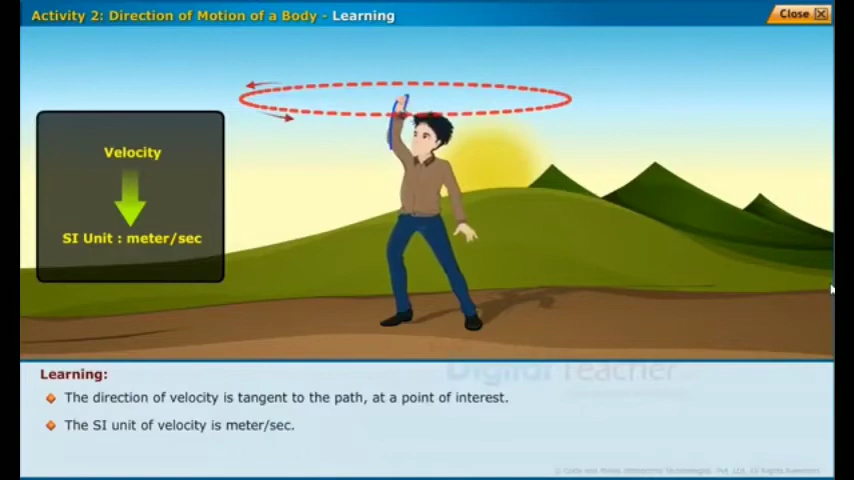 Activity 2: Direction of Motion of a Body - Learning
Close
Velocity
SI Unit : meter/sec
Digital Teacher
Learning:
The direction of velocity is tangent to the path, at a point of interest.
The SI unit of velocity is meter/sec.